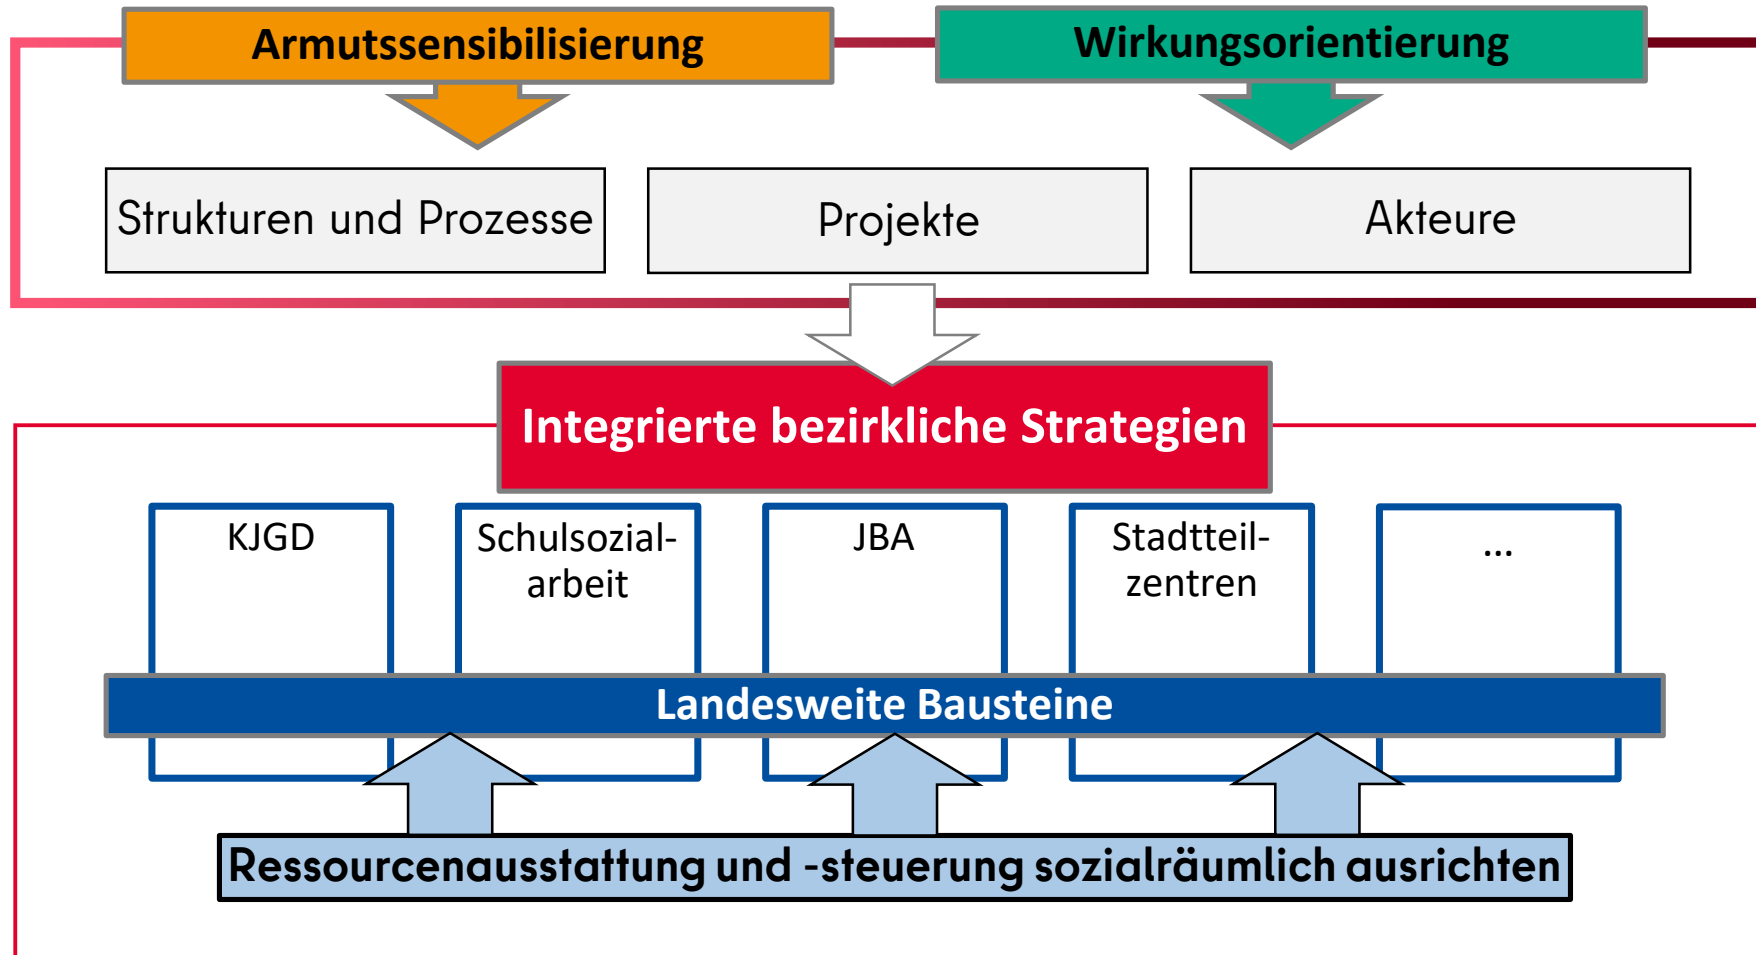 Armutssensibilisierung
Wirkungsorientierung
Strukturen und Prozesse
Projekte
Akteure
Integrierte bezirkliche Strategien
KJGD
Schulsozial-
arbeit
JBA
Stadtteil-
zentren
...
Landesweite Bausteine
Ressourcenausstattung und -steuerung sozialräumlich ausrichten